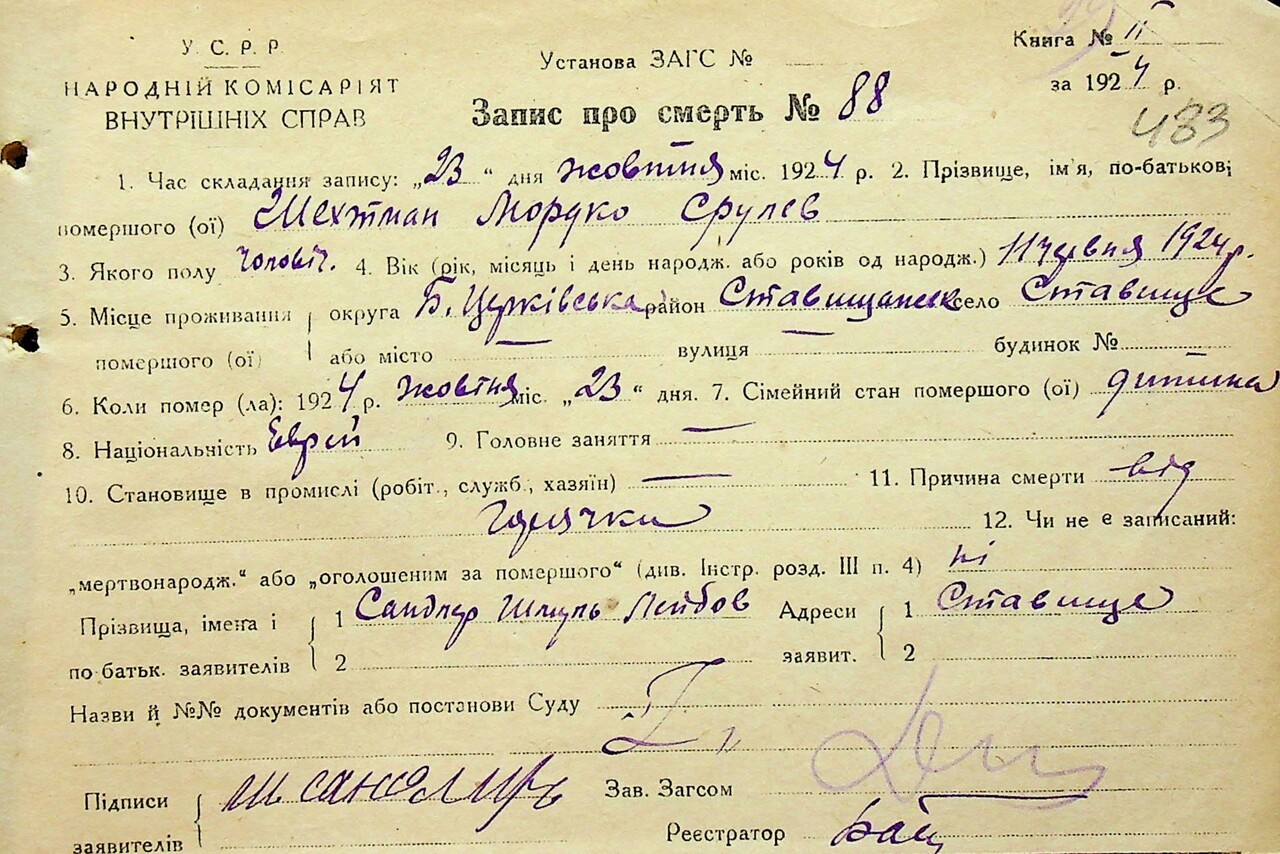 У. С. Р. Р.
НАРОДНІЙ КОМІСАРІЯТ
ВНУТРІШНІХ СПРАВ
Установа ЗАГС №
Книга № II
за 1924 р.
Запис про смерть № 88
483
1. Час складання запису: „23“ дня жовтня міс. 1924 р. 2. Прізвище, ім'я, по-батькові
помершого (ої) Шехтман Мордко Срулев
3. Якого полу чоловіч. 4. Вік (рік, місяць і день народж. або років од народж.) 11 червня 1924 р.
5. Місце проживання помершого (ої) округа Б. Церківська район Ставищанськ село Ставище
або місто — вулиця — будинок № —
6. Коли помер (ла): 1924 р. жовтня міс. „23“ дня. 7. Сімейний стан помершого (ої) дитина
8. Національність Еврей 9. Головне заняття —
10. Становище в промислі (робіт., служб., хазяїн) — 11. Причина смерти від
горячки 12. Чи не є записаний:
„мертвонародж.“ або „оголошеним за помершого“ (див. Інстр. розд. III п. 4) ні
Прізвища, імена і по батьк. заявителів 1 Сандлер Шмуль Лейбов Адреси заявит. 1 Ставище
2 2
Назви й №№ документів або постанови Суду
Підписи заявителів Зав. Загсом
Реєстратор